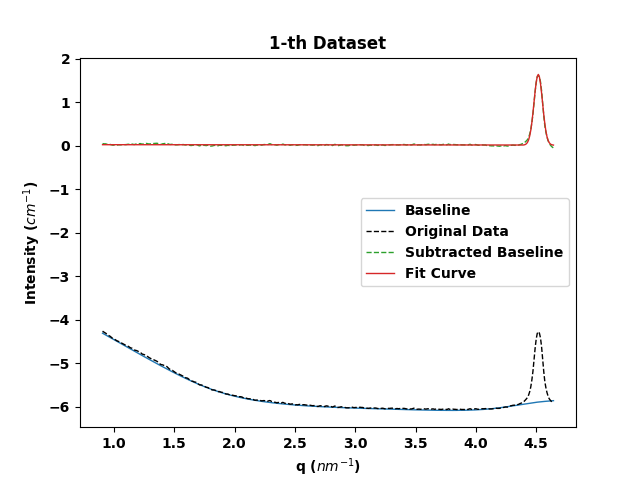 1-th Dataset
2
1
0
−1
−2
−3
−4
−5
−6
Intensity (cm⁻¹)
Baseline
Original Data
Subtracted Baseline
Fit Curve
1.0 1.5 2.0 2.5 3.0 3.5 4.0 4.5
q (nm⁻¹)